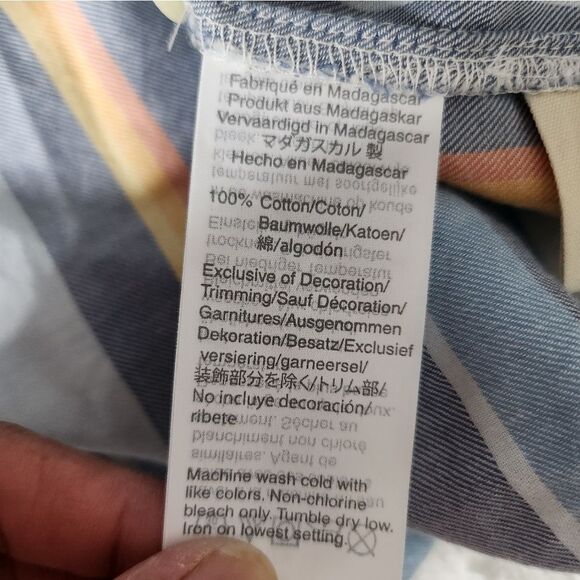 Fabriqué en Madagascar
Produkt aus Madagaskar
Vervaardigd in Madagascar
マダガスカル 製
Hecho en Madagascar
100% Cotton/Coton/
Baumwolle/Katoen/
綿/algodón
Exclusive of Decoration/
Trimming/Sauf Décoration/
Garnitures/Ausgenommen
Dekoration/Besatz/Exclusief
versiering/garneersel/
装飾部分を除く/トリム部/
No incluye decoración/
ribete
Machine wash cold with
like colors. Non-chlorine
bleach only. Tumble dry low.
Iron on lowest setting.